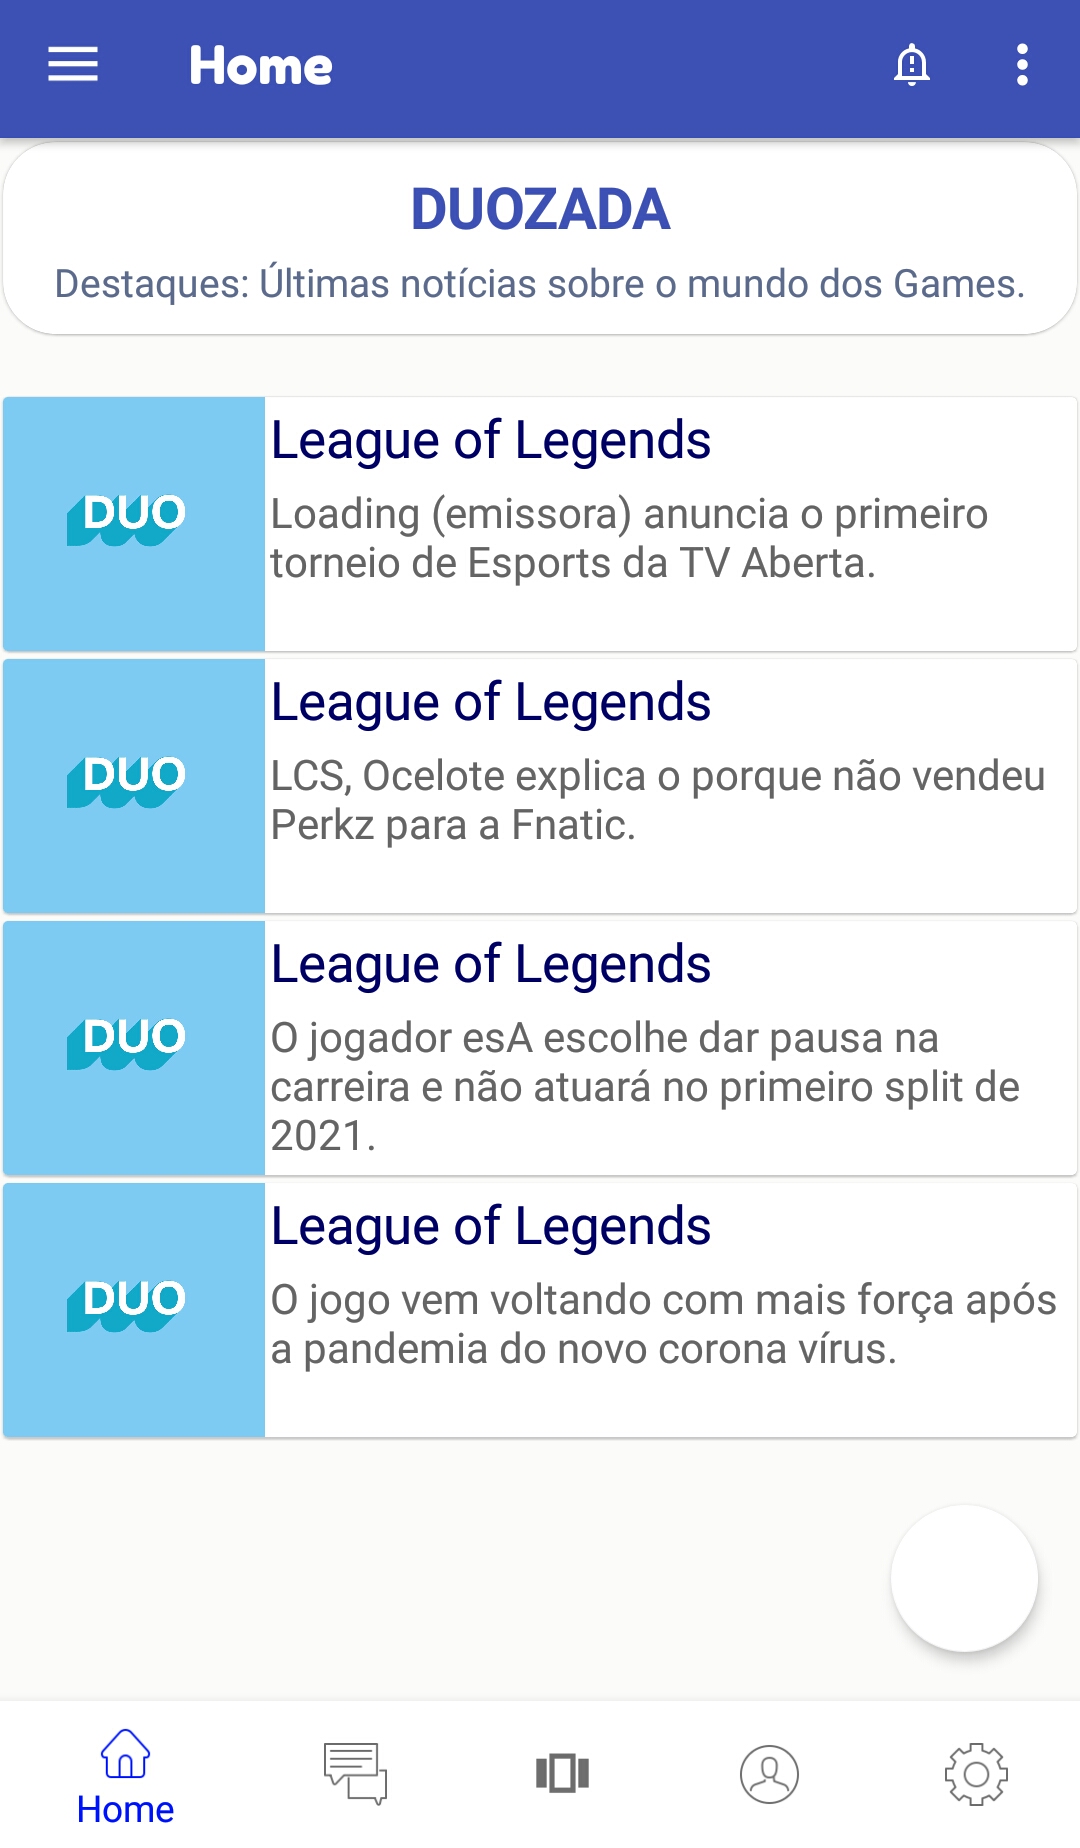 Home
DUOZADA
Destaques: Últimas notícias sobre o mundo dos Games.
DUO
League of Legends
Loading (emissora) anuncia o primeiro
torneio de Esports da TV Aberta.
DUO
League of Legends
LCS, Ocelote explica o porque não vendeu
Perkz para a Fnatic.
DUO
League of Legends
O jogador esA escolhe dar pausa na
carreira e não atuará no primeiro split de
2021.
DUO
League of Legends
O jogo vem voltando com mais força após
a pandemia do novo corona vírus.
Home